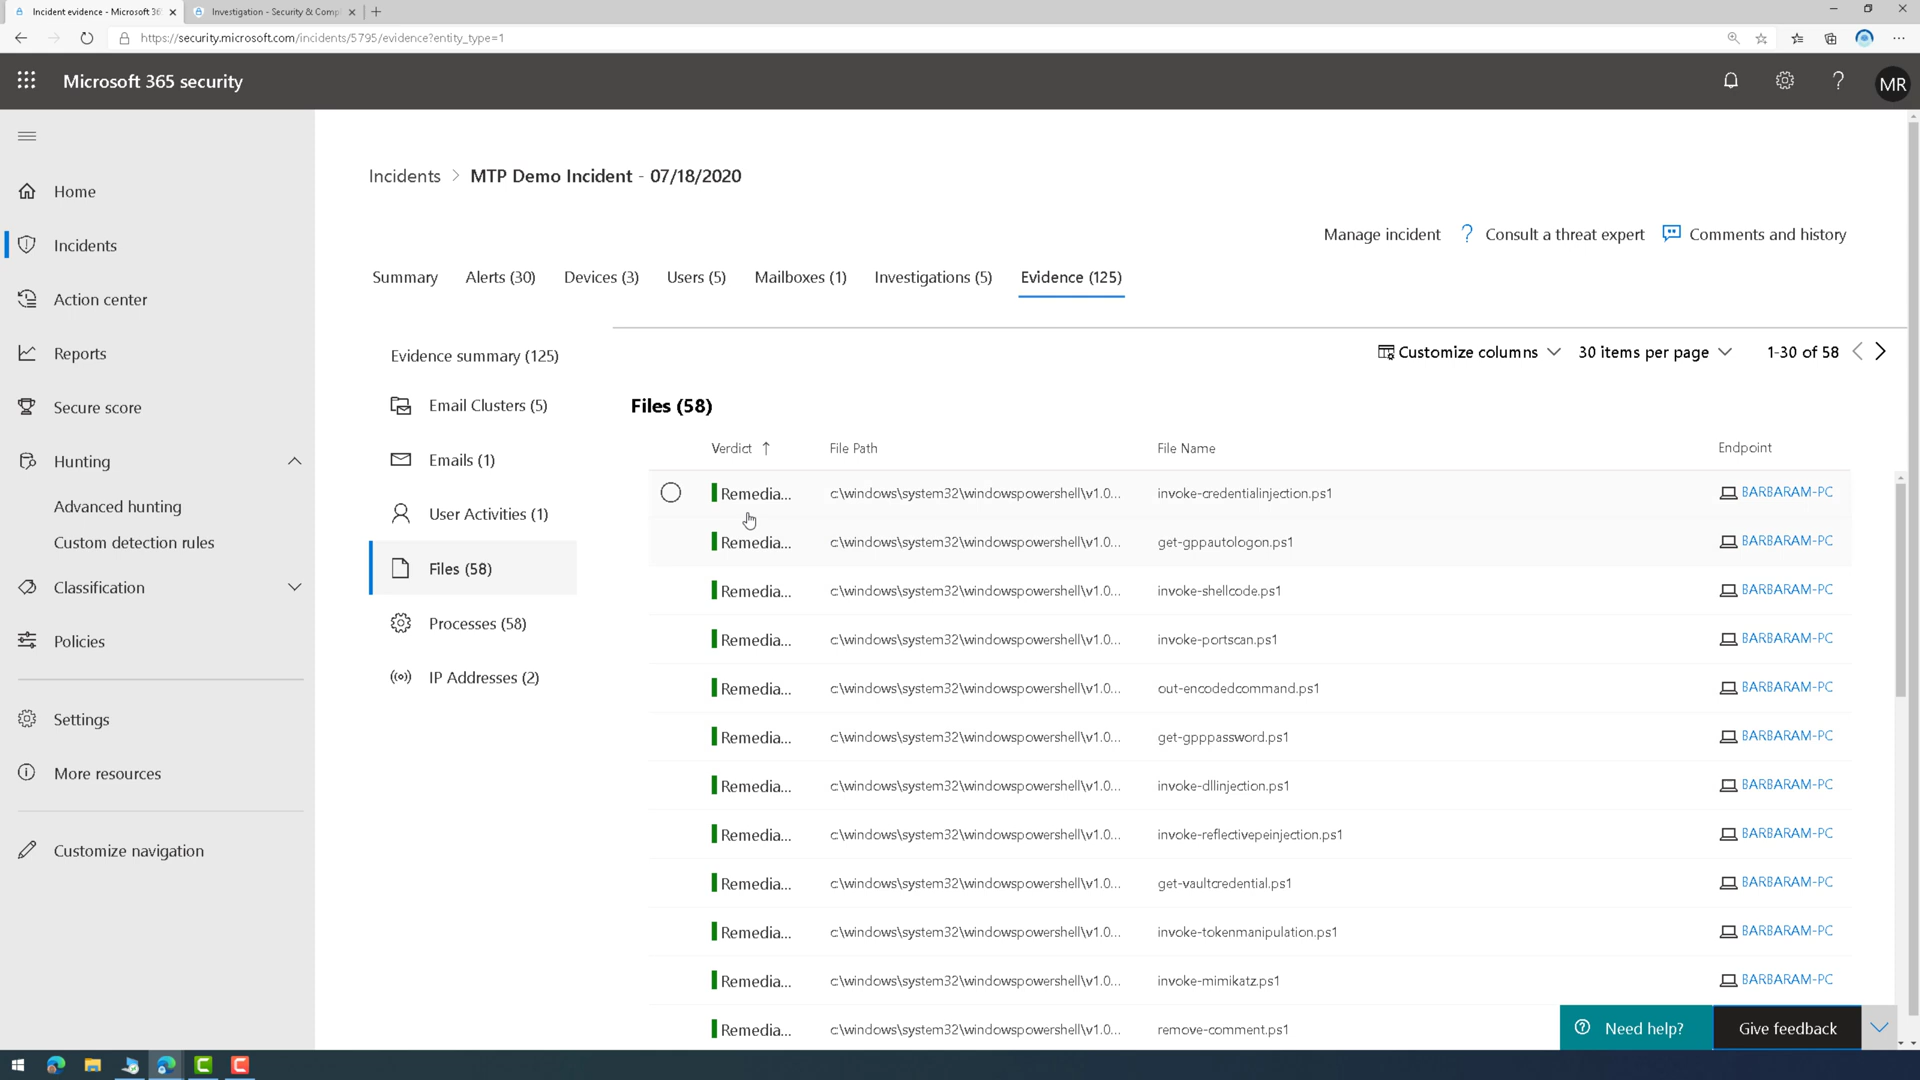 Incident evidence - Microsoft 36
Investigation - Security & Compl
https://security.microsoft.com/incidents/5795/evidence?entity_type=1
Microsoft 365 security
MR
Home
Incidents
Action center
Reports
Secure score
Hunting
Advanced hunting
Custom detection rules
Classification
Policies
Settings
More resources
Customize navigation
Incidents > MTP Demo Incident - 07/18/2020
Manage incident ? Consult a threat expert Comments and history
Summary Alerts (30) Devices (3) Users (5) Mailboxes (1) Investigations (5) Evidence (125)
Evidence summary (125)
Email Clusters (5)
Emails (1)
User Activities (1)
Files (58)
Processes (58)
IP Addresses (2)
Customize columns 30 items per page 1-30 of 58
Files (58)
Verdict ↑ File Path File Name Endpoint
Remedia... c:\windows\system32\windowspowershell\v1.0... invoke-credentialinjection.ps1 BARBARAM-PC
Remedia... c:\windows\system32\windowspowershell\v1.0... get-gppautologon.ps1 BARBARAM-PC
Remedia... c:\windows\system32\windowspowershell\v1.0... invoke-shellcode.ps1 BARBARAM-PC
Remedia... c:\windows\system32\windowspowershell\v1.0... invoke-portscan.ps1 BARBARAM-PC
Remedia... c:\windows\system32\windowspowershell\v1.0... out-encodedcommand.ps1 BARBARAM-PC
Remedia... c:\windows\system32\windowspowershell\v1.0... get-gpppassword.ps1 BARBARAM-PC
Remedia... c:\windows\system32\windowspowershell\v1.0... invoke-dllinjection.ps1 BARBARAM-PC
Remedia... c:\windows\system32\windowspowershell\v1.0... invoke-reflectivepeinjection.ps1 BARBARAM-PC
Remedia... c:\windows\system32\windowspowershell\v1.0... get-vaultcredential.ps1 BARBARAM-PC
Remedia... c:\windows\system32\windowspowershell\v1.0... invoke-tokenmanipulation.ps1 BARBARAM-PC
Remedia... c:\windows\system32\windowspowershell\v1.0... invoke-mimikatz.ps1 BARBARAM-PC
Remedia... c:\windows\system32\windowspowershell\v1.0... remove-comment.ps1
Need help? Give feedback